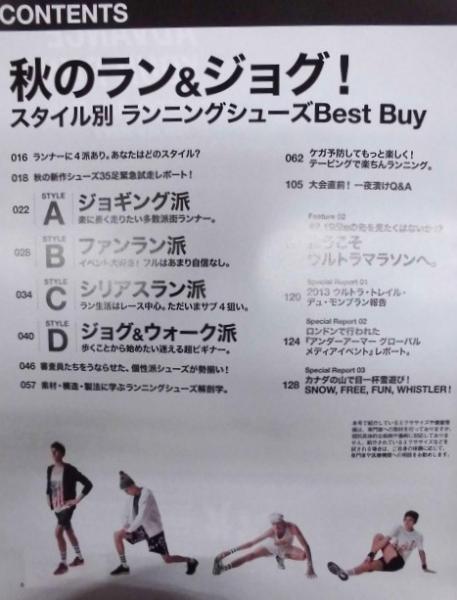 CONTENTS
秋のラン&ジョグ!
スタイル別 ランニングシューズBest Buy
016 ランナーに4派あり。あなたはどのスタイル?
018 秋の新作シューズ35足緊急試走レポート!
022 STYLE A ジョギング派
楽に長く走りたい多数派街ランナー。
028 STYLE B ファンラン派
イベント大好き! フルはあまり自信なし。
034 STYLE C シリアスラン派
ラン生活はレース中心。ただいまサブ4狙い。
040 STYLE D ジョグ&ウォーク派
歩くことから始めたい迷える超ビギナー。
046 審査員たちをうならせた、個性派シューズが勢揃い!
057 素材・構造・製法に学ぶランニングシューズ解剖学。
062 ケガ予防してもっと楽しく!
テーピングで楽ちんランニング。
105 大会直前! 一夜漬けQ&A
Feature 02
の先を見たくはないか!?
ようこそ
ウルトラマラソンへ。
Special Report 01
120 2013 ウルトラ・トレイル・
デュ・モンブラン報告
Special Report 02
124 ロンドンで行われた
『アンダーアーマー グローバル
メディアイベント』レポート。
Special Report 03
128 カナダの山で目一杯雪遊び!
SNOW, FREE, FUN, WHISTLER!